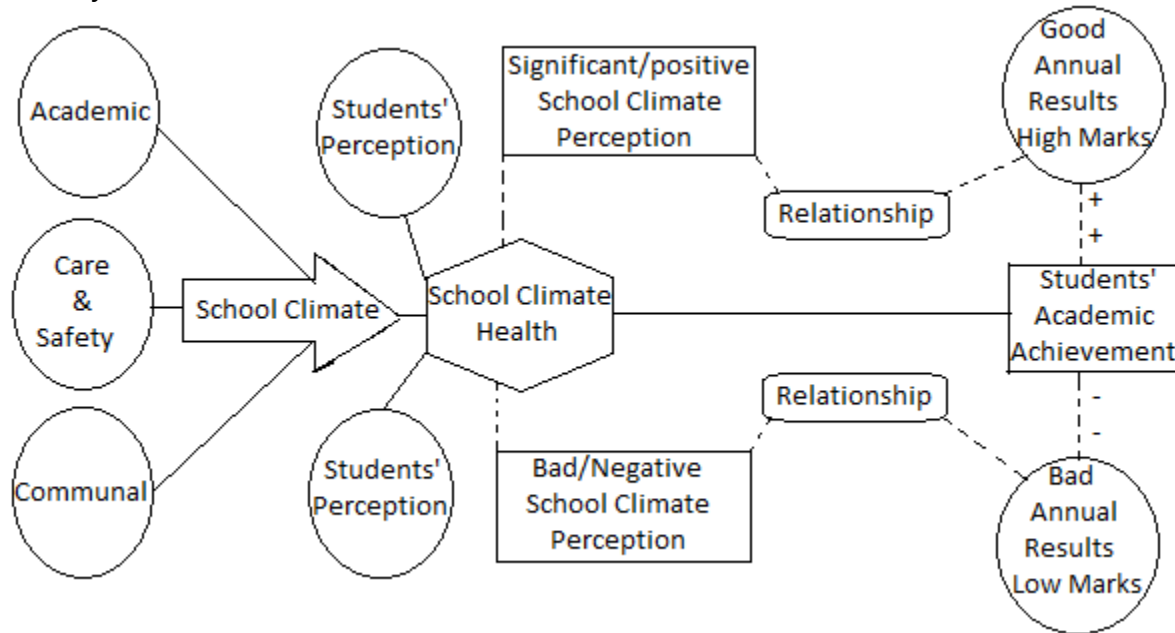 Academic
Care
&
Safety
Communal
School Climate
Students'
Perception
Students'
Perception
School Climate
Health
Significant/positive
School Climate
Perception
Bad/Negative
School Climate
Perception
Relationship
Relationship
Good
Annual
Results
High Marks
+
+
Students'
Academic
Achievement
-
-
Bad
Annual
Results
Low Marks